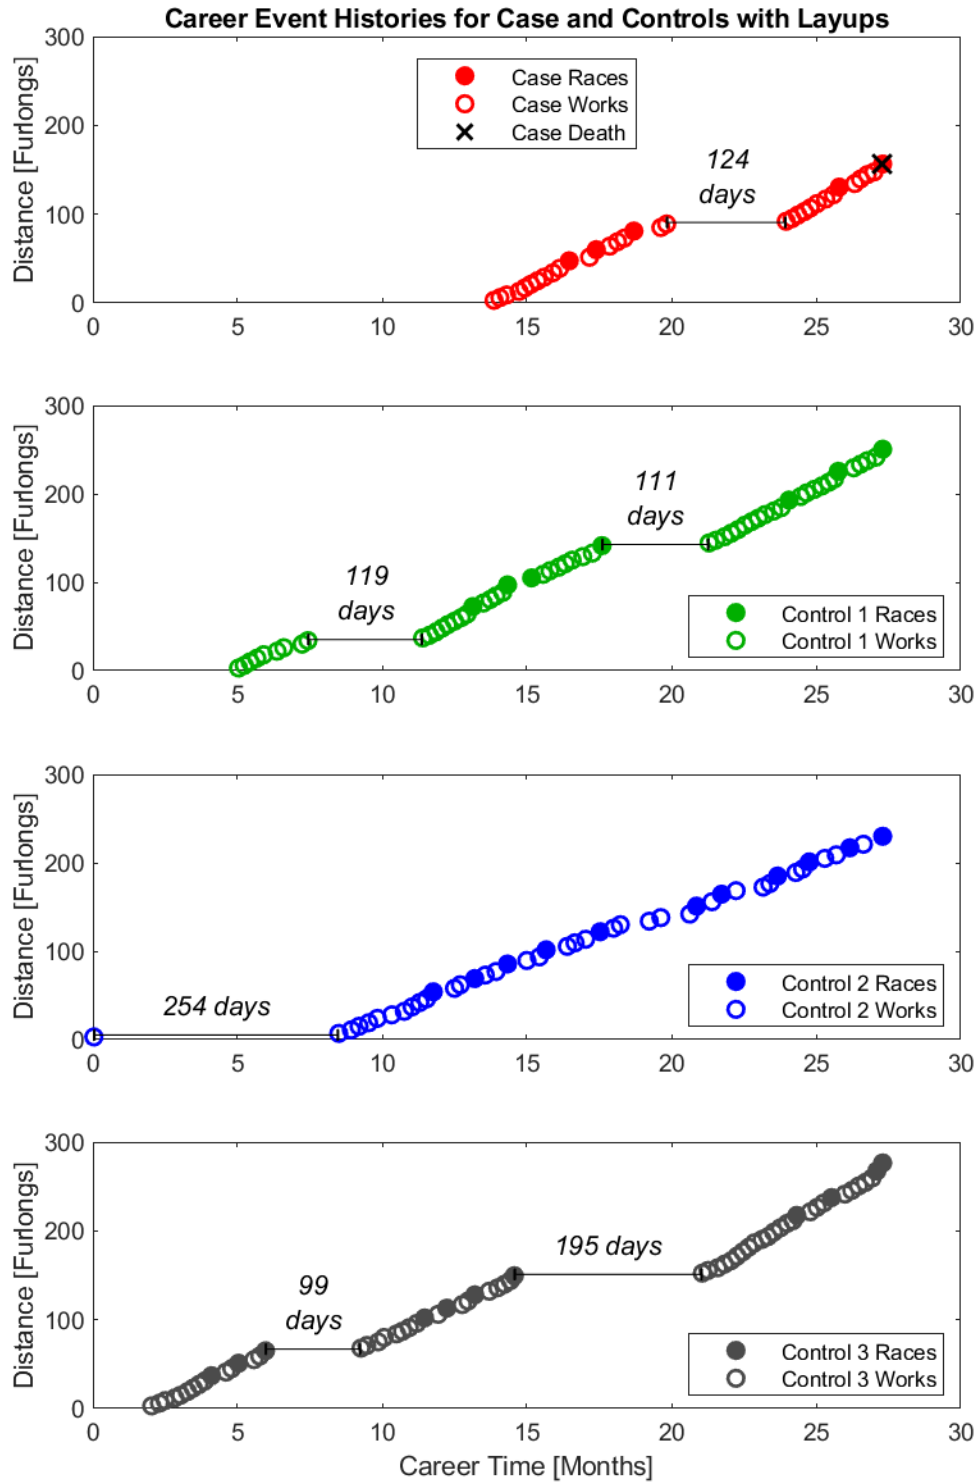 Career Event Histories for Case and Controls with Layups
300
200
100
0
Distance [Furlongs]
Case Races
Case Works
Case Death
124
days
0 5 10 15 20 25 30
300
200
100
0
Distance [Furlongs]
119
days
111
days
Control 1 Races
Control 1 Works
0 5 10 15 20 25 30
300
200
100
0
Distance [Furlongs]
254 days
Control 2 Races
Control 2 Works
0 5 10 15 20 25 30
300
200
100
0
Distance [Furlongs]
99
days
195 days
Control 3 Races
Control 3 Works
0 5 10 15 20 25 30
Career Time [Months]